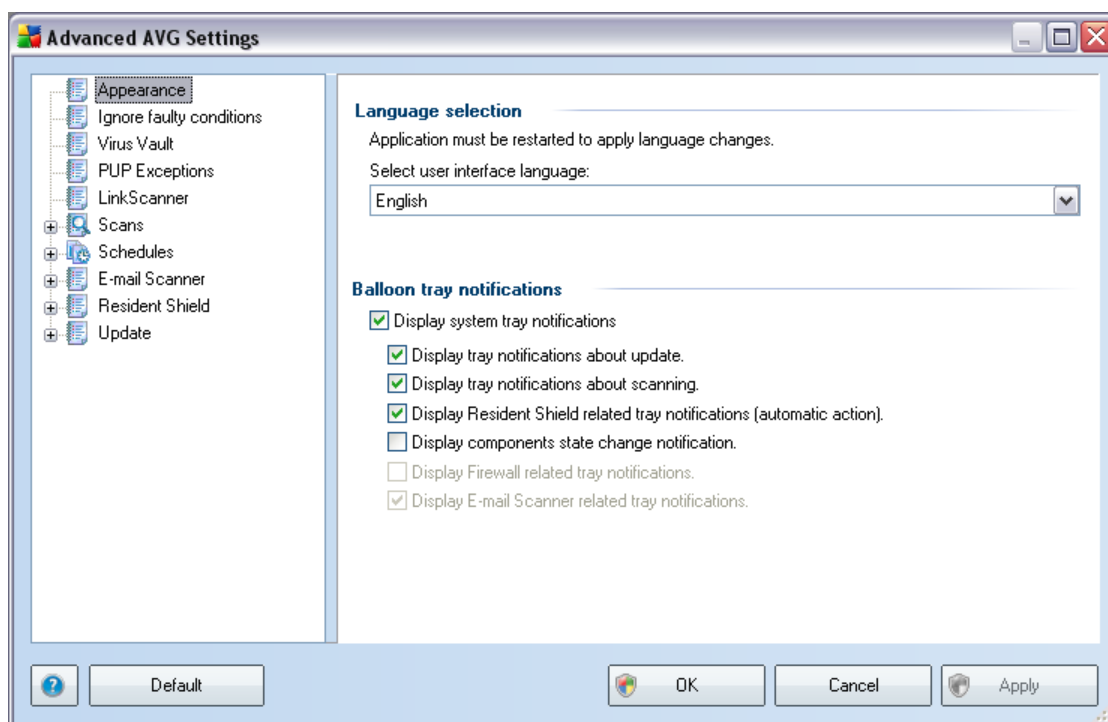 Advanced AVG Settings
Appearance
Ignore faulty conditions
Virus Vault
PUP Exceptions
LinkScanner
Scans
Schedules
E-mail Scanner
Resident Shield
Update
Language selection
Application must be restarted to apply language changes.
Select user interface language:
English
Balloon tray notifications
Display system tray notifications
Display tray notifications about update.
Display tray notifications about scanning.
Display Resident Shield related tray notifications (automatic action).
Display components state change notification.
Display Firewall related tray notifications.
Display E-mail Scanner related tray notifications.
?
Default
OK
Cancel
Apply